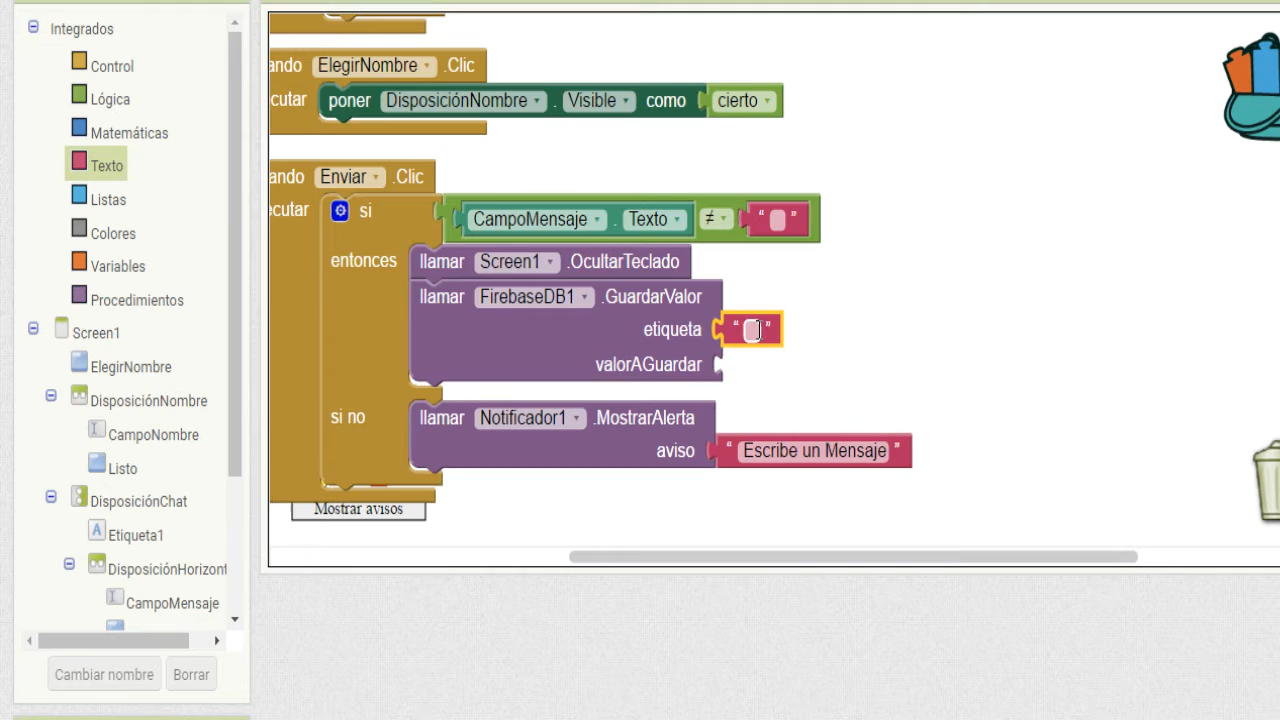 Integrados
Control
Lógica
Matemáticas
Texto
Listas
Colores
Variables
Procedimientos
Screen1
ElegirNombre
DisposiciónNombre
CampoNombre
Listo
DisposiciónChat
Etiqueta1
DisposiciónHorizont
CampoMensaje
Cambiar nombre
Borrar
ando ElegirNombre .Clic
cutar poner DisposiciónNombre . Visible como cierto
ando Enviar .Clic
ecutar si CampoMensaje . Texto ≠ “ ”
entonces llamar Screen1 .OcultarTeclado
llamar FirebaseDB1 .GuardarValor
etiqueta “ ”
valorAGuardar
si no llamar Notificador1 .MostrarAlerta
aviso “ Escribe un Mensaje ”
Mostrar avisos